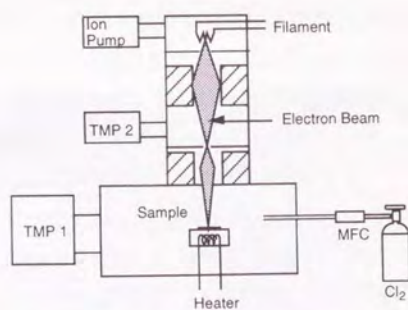 Ion
Pump
Filament
TMP 2
Electron Beam
TMP 1
Sample
MFC
Heater
Cl₂